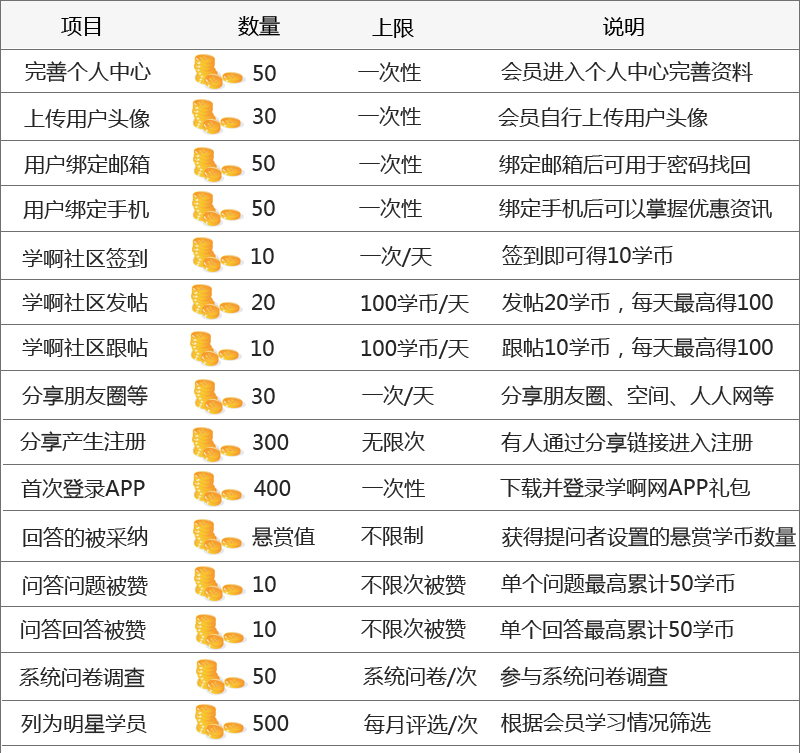 项目 数量 上限 说明
完善个人中心 50 一次性 会员进入个人中心完善资料
上传用户头像 30 一次性 会员自行上传用户头像
用户绑定邮箱 50 一次性 绑定邮箱后可用于密码找回
用户绑定手机 50 一次性 绑定手机后可以掌握优惠资讯
学啊社区签到 10 一次/天 签到即可得10学币
学啊社区发帖 20 100学币/天 发帖20学币，每天最高得100
学啊社区跟帖 10 100学币/天 跟帖10学币，每天最高得100
分享朋友圈等 30 一次/天 分享朋友圈、空间、人人网等
分享产生注册 300 无限次 有人通过分享链接进入注册
首次登录APP 400 一次性 下载并登录学啊网APP礼包
回答的被采纳 悬赏值 不限制 获得提问者设置的悬赏学币数量
问答问题被赞 10 不限次被赞 单个问题最高累计50学币
问答回答被赞 10 不限次被赞 单个回答最高累计50学币
系统问卷调查 50 系统问卷/次 参与系统问卷调查
列为明星学员 500 每月评选/次 根据会员学习情况筛选